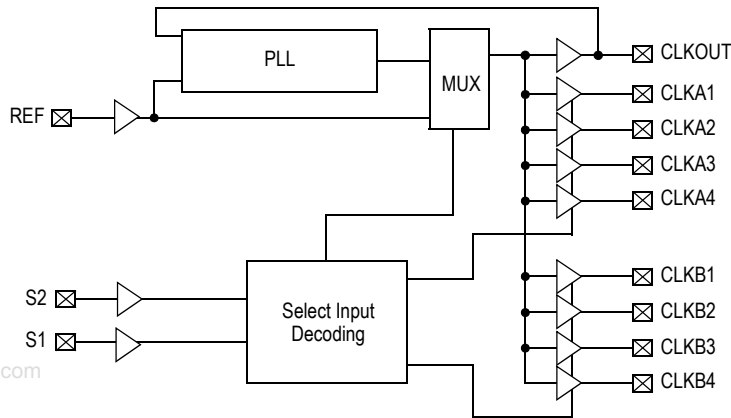 PLL
CLKOUT
MUX
CLKA1
REF
CLKA2
CLKA3
CLKA4
CLKB1
S2
Select Input
Decoding
CLKB2
S1
CLKB3
com
CLKB4